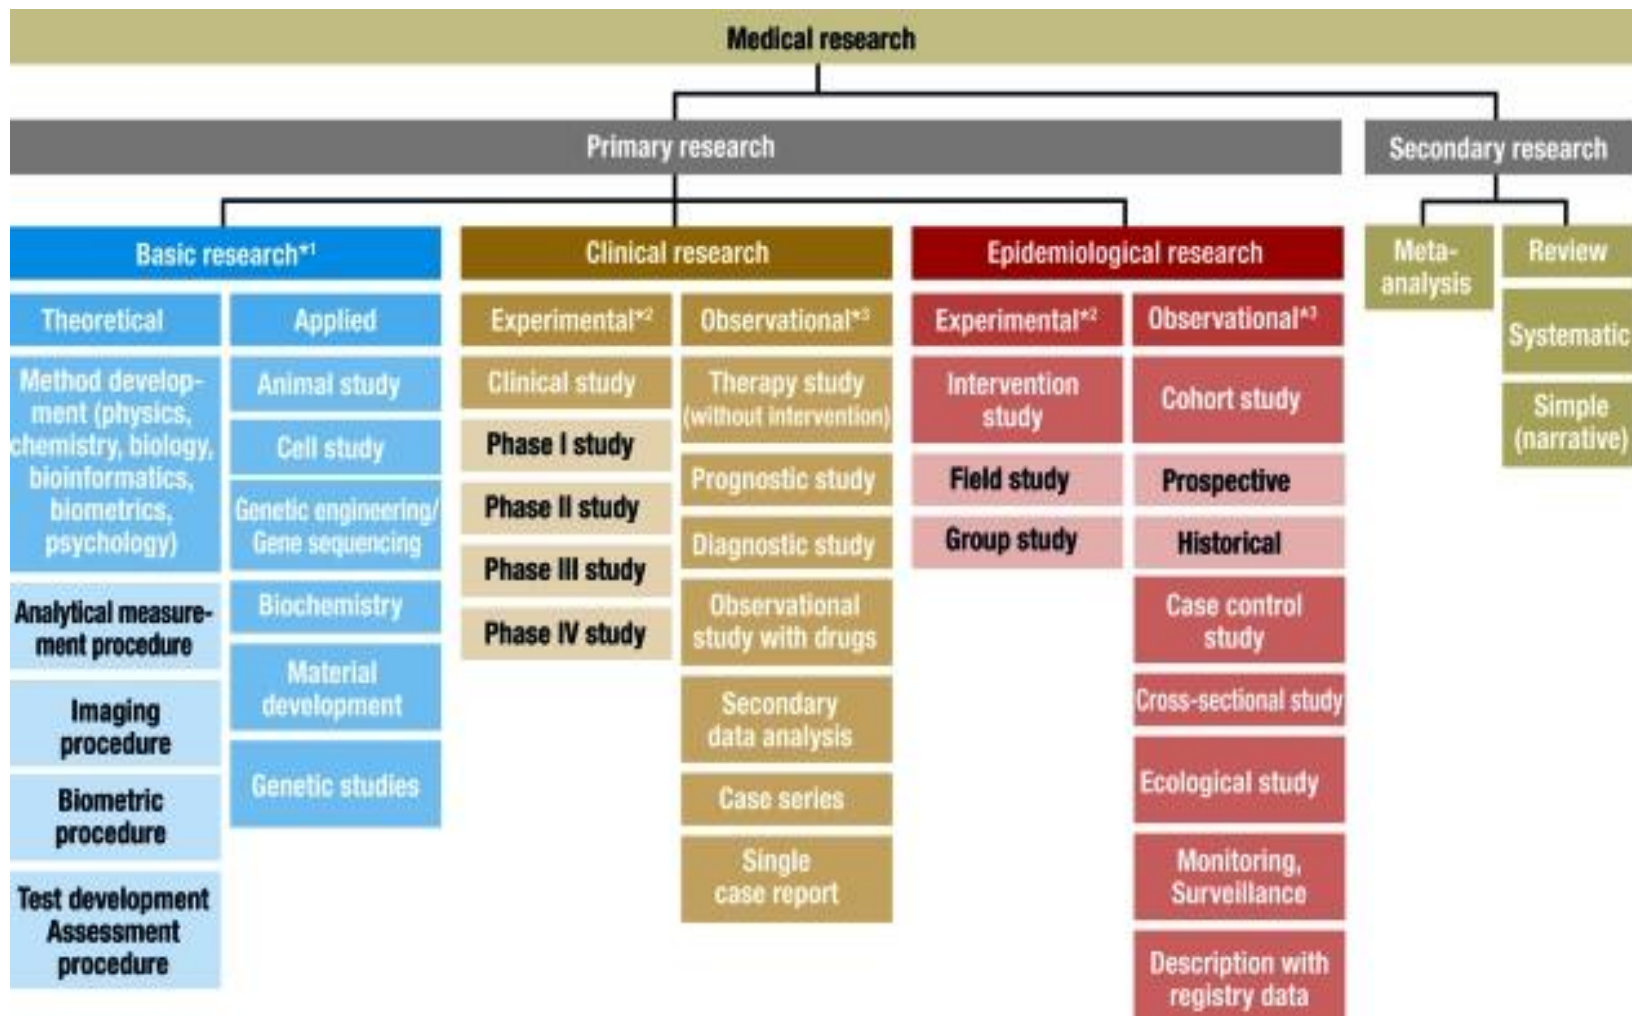 Medical research
Primary research
Secondary research
Basic research*1
Clinical research
Epidemiological research
Meta-
analysis
Review
Systematic
Simple
(narrative)
Theoretical
Method develop-
ment (physics,
chemistry, biology,
bioinformatics,
biometrics,
psychology)
Analytical measure-
ment procedure
Imaging
procedure
Biometric
procedure
Test development
Assessment
procedure
Applied
Animal study
Cell study
Genetic engineering/
Gene sequencing
Biochemistry
Material
development
Genetic studies
Experimental*2
Clinical study
Phase I study
Phase II study
Phase III study
Phase IV study
Observational*3
Therapy study
(without intervention)
Prognostic study
Diagnostic study
Observational
study with drugs
Secondary
data analysis
Case series
Single
case report
Experimental*2
Intervention
study
Field study
Group study
Observational*3
Cohort study
Prospective
Historical
Case control
study
Cross-sectional study
Ecological study
Monitoring,
Surveillance
Description with
registry data